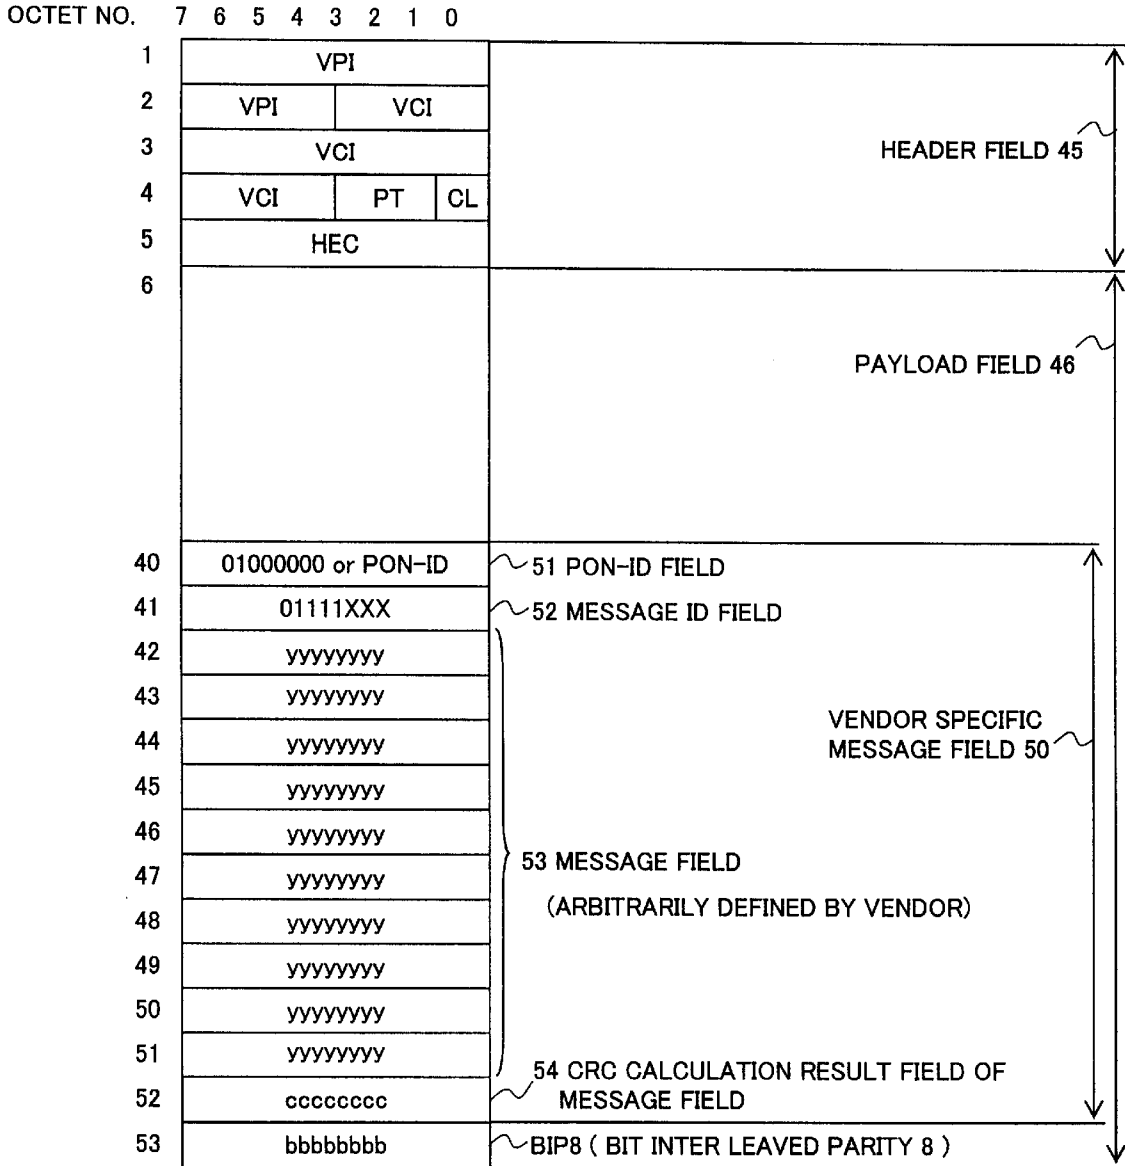 OCTET NO. 7 6 5 4 3 2 1 0
1 VPI
2 VPI VCI
3 VCI
HEADER FIELD 45
4 VCI PT CL
5 HEC
6
PAYLOAD FIELD 46
40 01000000 or PON-ID 51 PON-ID FIELD
41 01111XXX 52 MESSAGE ID FIELD
42 yyyyyyyy
43 yyyyyyyy
44 yyyyyyyy
VENDOR SPECIFIC
MESSAGE FIELD 50
45 yyyyyyyy
46 yyyyyyyy
47 yyyyyyyy
53 MESSAGE FIELD
(ARBITRARILY DEFINED BY VENDOR)
48 yyyyyyyy
49 yyyyyyyy
50 yyyyyyyy
51 yyyyyyyy
54 CRC CALCULATION RESULT FIELD OF
MESSAGE FIELD
52 cccccccc
53 bbbbbbbb BIP8 ( BIT INTER LEAVED PARITY 8 )